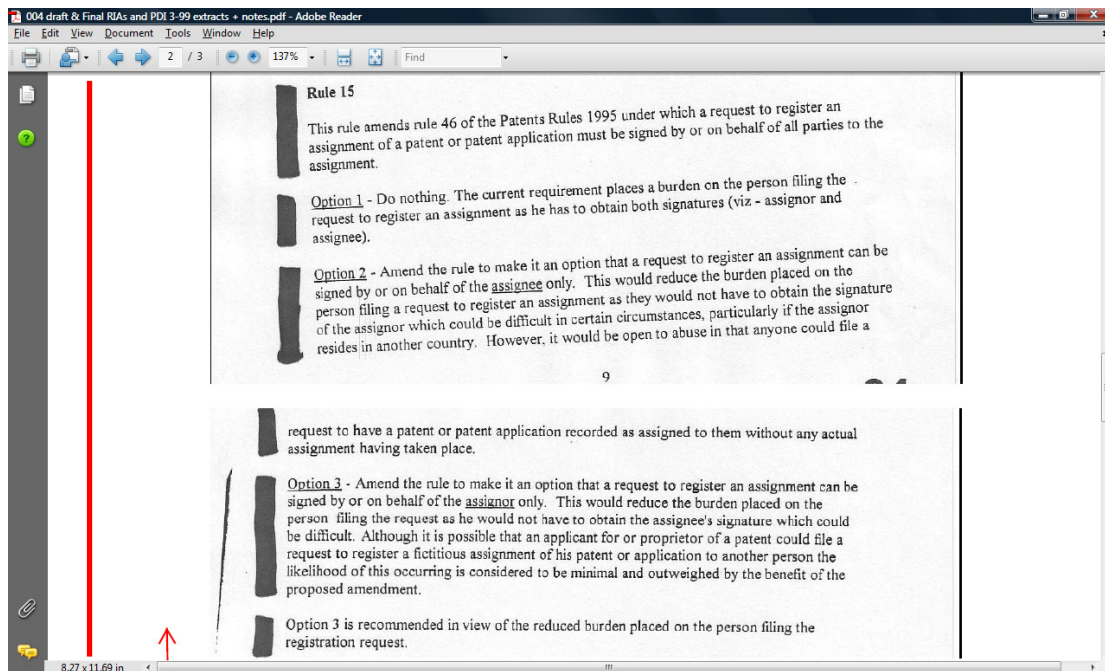 004 draft & Final RIAs and PDI 3-99 extracts + notes.pdf - Adobe Reader
File Edit View Document Tools Window Help
2 / 3 137% Find
Rule 15
This rule amends rule 46 of the Patents Rules 1995 under which a request to register an
assignment of a patent or patent application must be signed by or on behalf of all parties to the
assignment.
Option 1 - Do nothing. The current requirement places a burden on the person filing the
request to register an assignment as he has to obtain both signatures (viz - assignor and
assignee).
Option 2 - Amend the rule to make it an option that a request to register an assignment can be
signed by or on behalf of the assignee only. This would reduce the burden placed on the
person filing a request to register an assignment as they would not have to obtain the signature
of the assignor which could be difficult in certain circumstances, particularly if the assignor
resides in another country. However, it would be open to abuse in that anyone could file a
9
request to have a patent or patent application recorded as assigned to them without any actual
assignment having taken place.
Option 3 - Amend the rule to make it an option that a request to register an assignment can be
signed by or on behalf of the assignor only. This would reduce the burden placed on the
person filing the request as he would not have to obtain the assignee's signature which could
be difficult. Although it is possible that an applicant for or proprietor of a patent could file a
request to register a fictitious assignment of his patent or application to another person the
likelihood of this occurring is considered to be minimal and outweighed by the benefit of the
proposed amendment.
Option 3 is recommended in view of the reduced burden placed on the person filing the
registration request.
8.27 x 11.69 in